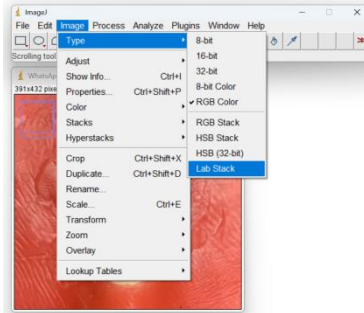 ImageJ
File Edit Image Process Analyze Plugins Window Help
Scrolling tool
WhatsAp
391x432 pixe
Type
Adjust
Show Info... Ctrl+I
Properties... Ctrl+Shift+P
Color
Stacks
Hyperstacks
Crop Ctrl+Shift+X
Duplicate... Ctrl+Shift+D
Rename...
Scale... Ctrl+E
Transform
Zoom
Overlay
Lookup Tables
8-bit
16-bit
32-bit
8-bit Color
RGB Color
RGB Stack
HSB Stack
HSB (32-bit)
Lab Stack